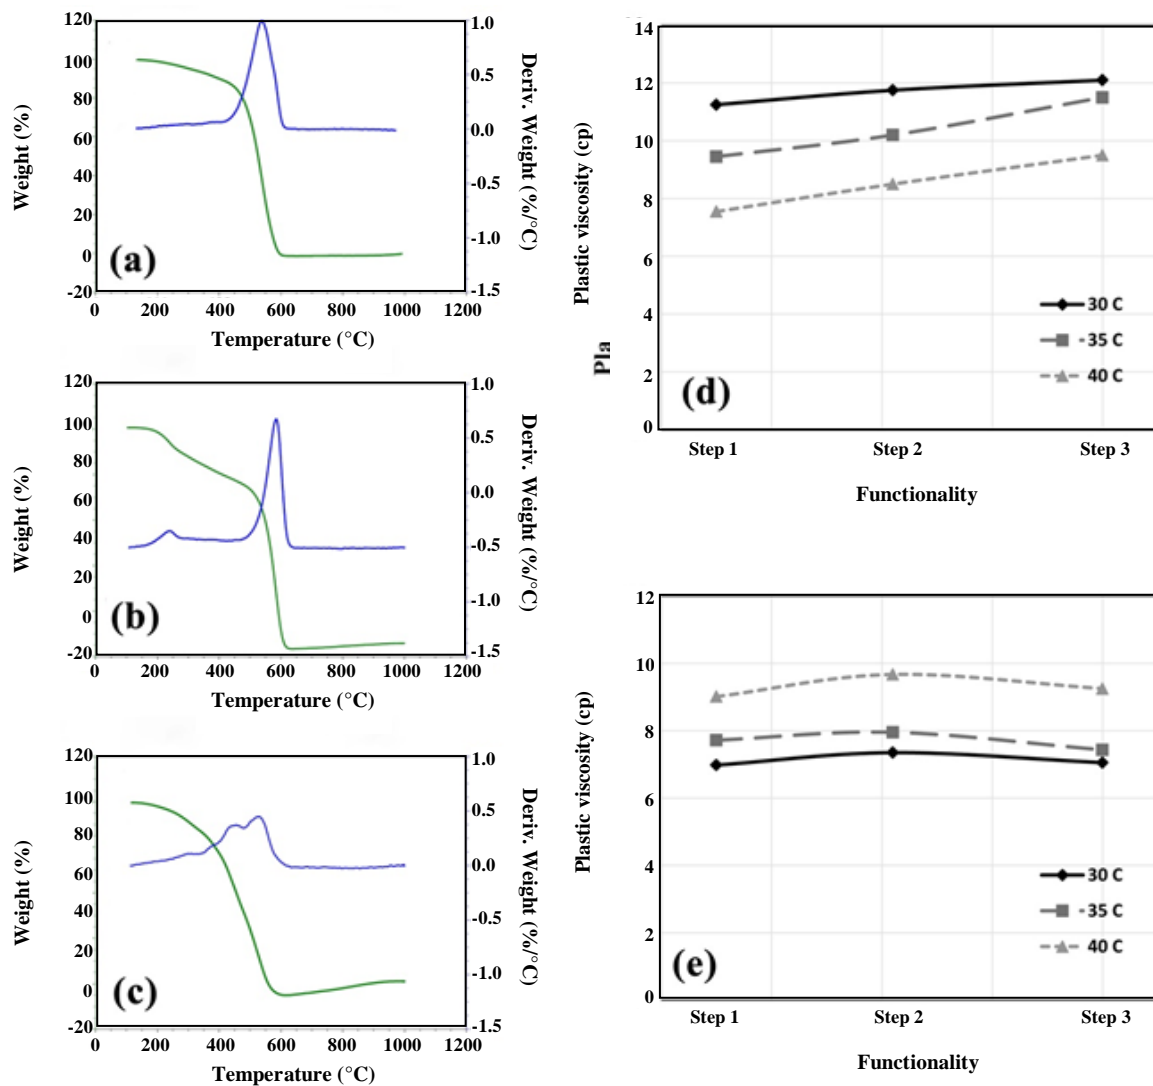 120
100
80
60
40
20
0
-20
1.0
0.5
0.0
-0.5
-1.0
-1.5
0 200 400 600 800 1000 1200
Weight (%)
Deriv. Weight (%/°C)
Temperature (°C)
(a)
120
100
80
60
40
20
0
-20
1.0
0.5
0.0
-0.5
-1.0
-1.5
0 200 400 600 800 1000 1200
Weight (%)
Deriv. Weight (%/°C)
Temperature (°C)
(b)
120
100
80
60
40
20
0
-20
1.0
0.5
0.0
-0.5
-1.0
-1.5
0 200 400 600 800 1000 1200
Weight (%)
Deriv. Weight (%/°C)
Temperature (°C)
(c)
14
12
10
8
6
4
2
0
Plastic viscosity (cp)
Pla
30 C
-35 C
40 C
(d)
Step 1 Step 2 Step 3
Functionality
12
10
8
6
4
2
0
Plastic viscosity (cp)
30 C
-35 C
40 C
(e)
Step 1 Step 2 Step 3
Functionality